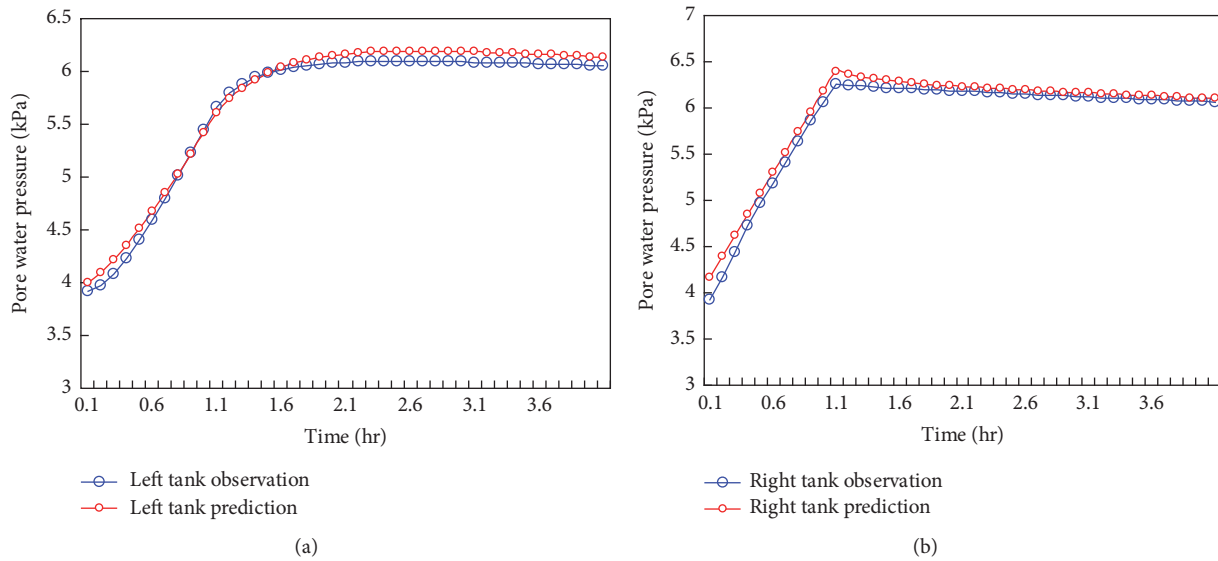 6.5
6
5.5
5
4.5
4
3.5
3
Pore water pressure (kPa)
0.1 0.6 1.1 1.6 2.1 2.6 3.1 3.6
Time (hr)
Left tank observation
Left tank prediction
(a)
7
6.5
6
5.5
5
4.5
4
3.5
3
Pore water pressure (kPa)
0.1 0.6 1.1 1.6 2.1 2.6 3.1 3.6
Time (hr)
Right tank observation
Right tank prediction
(b)